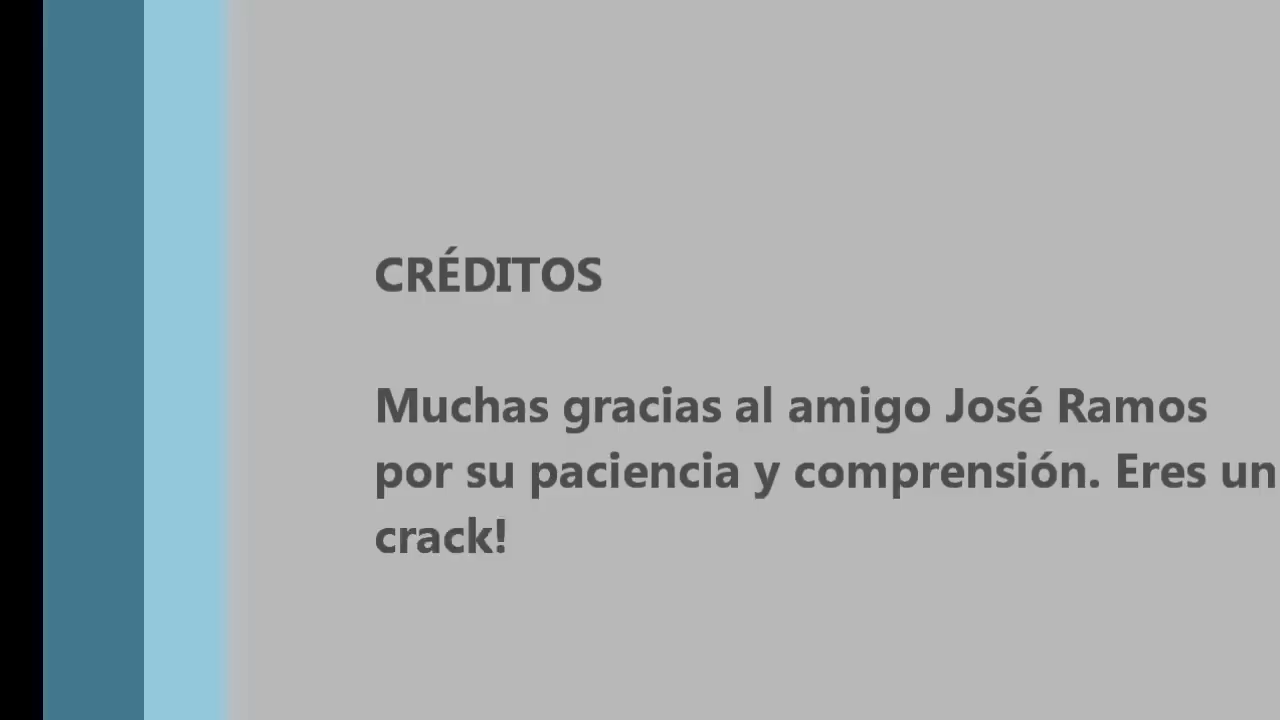 CRÉDITOS
Muchas gracias al amigo José Ramos
por su paciencia y comprensión. Eres un
crack!